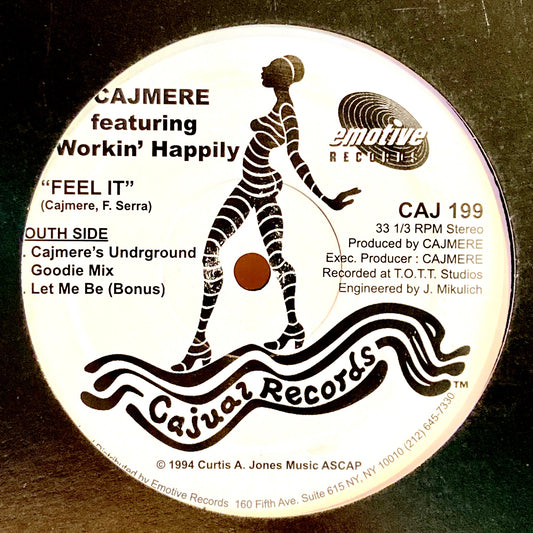 CAJMERE
featuring
Workin' Happily
"FEEL IT"
(Cajmere, F. Serra)
OUTH SIDE
. Cajmere's Undrground
Goodie Mix
. Let Me Be (Bonus)
emotive
RECORDS
CAJ 199
33 1/3 RPM Stereo
Produced by CAJMERE
Exec. Producer : CAJMERE
Recorded at T.O.T.T. Studios
Engineered by J. Mikulich
Cajual Records TM
© 1994 Curtis A. Jones Music ASCAP
Distributed by Emotive Records 160 Fifth Ave. Suite 615 NY, NY 10010 (212) 645-7330